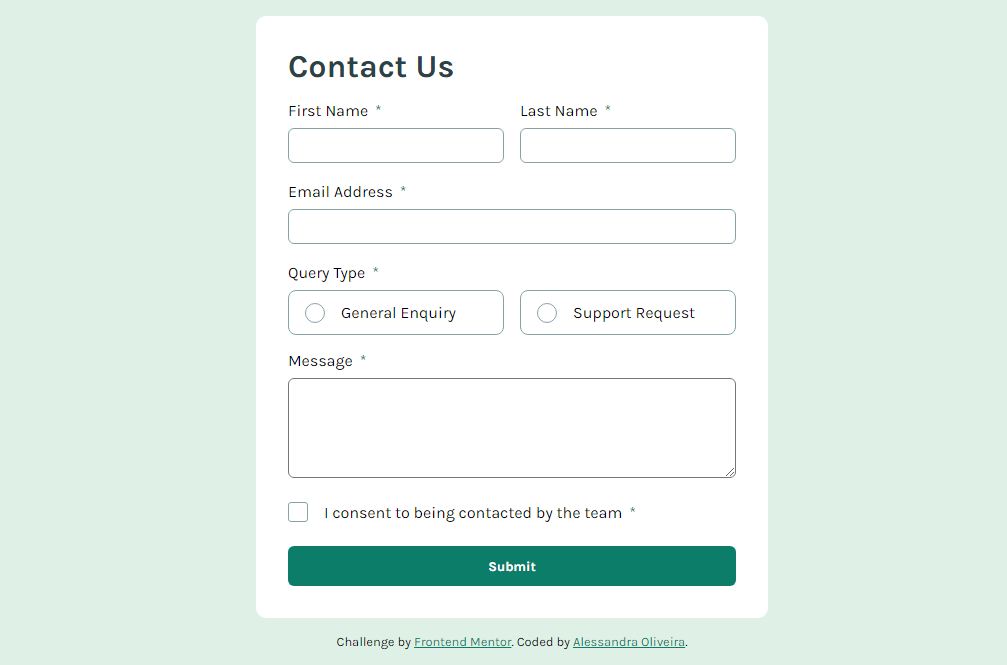 Contact Us
First Name *
Last Name *
Email Address *
Query Type *
General Enquiry
Support Request
Message *
I consent to being contacted by the team *
Submit
Challenge by Frontend Mentor. Coded by Alessandra Oliveira.